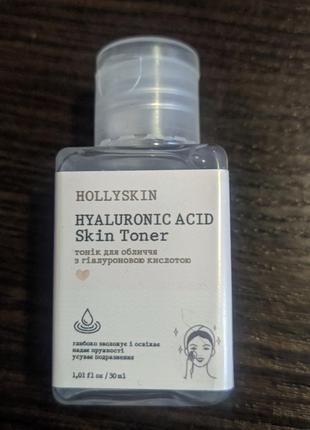 HOLLYSKIN
HYALURONIC ACID
Skin Toner
тонік для обличчя
з гіалуроновою кислотою
глибоко зволожує і освіжає
надає пружності
усуває подразнення
1,01 fl oz / 30 ml